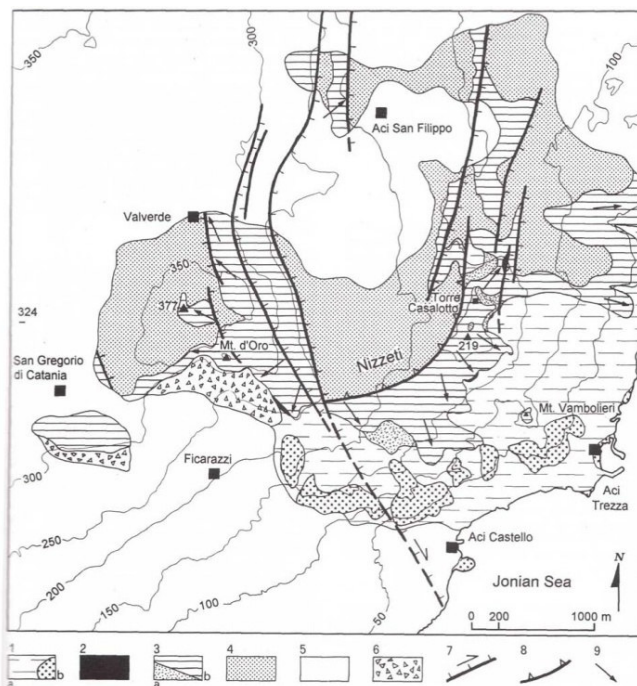 350
300
100
Aci San Filippo
Valverde
350
324
377
Torre
Casalotto
Mt. d'Oro
Nizzeti
219
San Gregorio
di Catania
Mt. Vambolieri
Ficarazzi
300
Aci
Trezza
250
Aci Castello
200
N
150
100
50
Jonian Sea
0 200 1000 m
1 2 3 4 5 6 7 8 9
a b a b